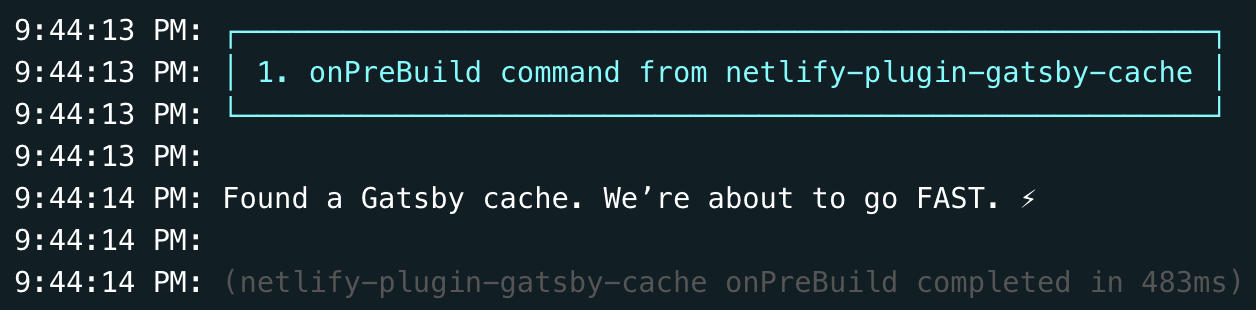 9:44:13 PM: ┌─────────────────────────────────────────────────────────┐
9:44:13 PM: │ 1. onPreBuild command from netlify-plugin-gatsby-cache │
9:44:13 PM: └─────────────────────────────────────────────────────────┘
9:44:13 PM:
9:44:14 PM: Found a Gatsby cache. We’re about to go FAST. ⚡
9:44:14 PM:
9:44:14 PM: (netlify-plugin-gatsby-cache onPreBuild completed in 483ms)